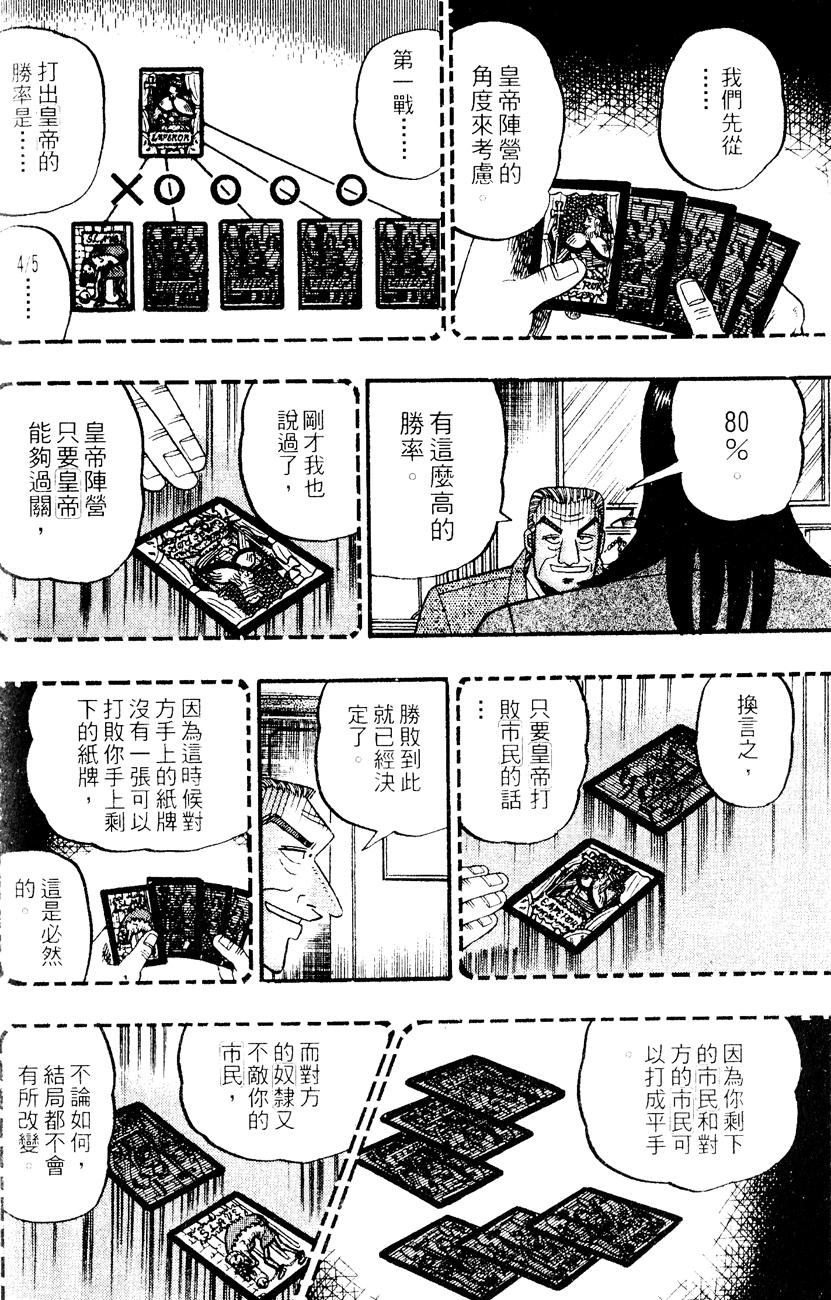 我們先從
……
皇帝陣營的
角度來考慮。
第一戰……
打出皇帝的
勝率是……
4/5
……
EMPEROR
SLAVE
80
%。
有這麼高的
勝率。
剛才我也
說過了，
皇帝陣營
只要皇帝
能夠過關，
換言之，
只要皇帝打
敗市民的話
…
勝敗到此
就已經決
定了。
因為這時候對
方手上的紙牌
沒有一張可以
打敗你手上剩
下的紙牌，
這是必然
的。
因為你剩下
的市民和對
方的市民可
以打成平手
。
而對方
的奴隸又
不敵你的
市民，
不論如何，
結局都不會
有所改變。
SLAVE